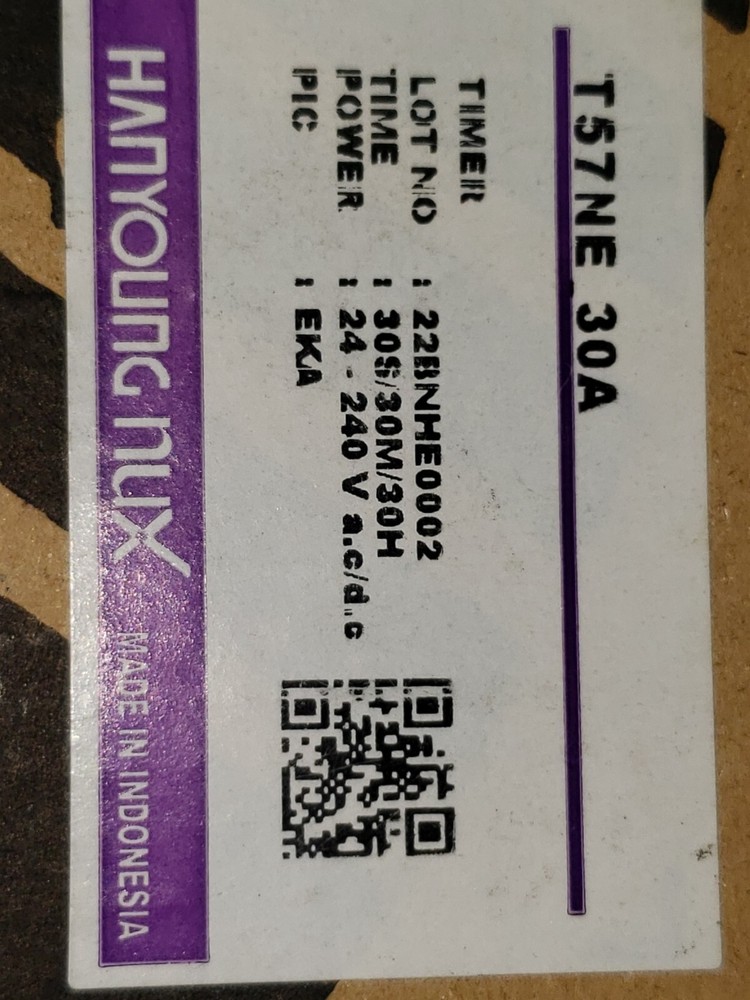 T57NE 30A
TIMER
LOT NO : 22BNHE0002
TIME : 30S/30M/30H
POWER : 24 - 240 V a.c/d.c
PIC : EKA
HANYOUNG NUX MADE IN INDONESIA